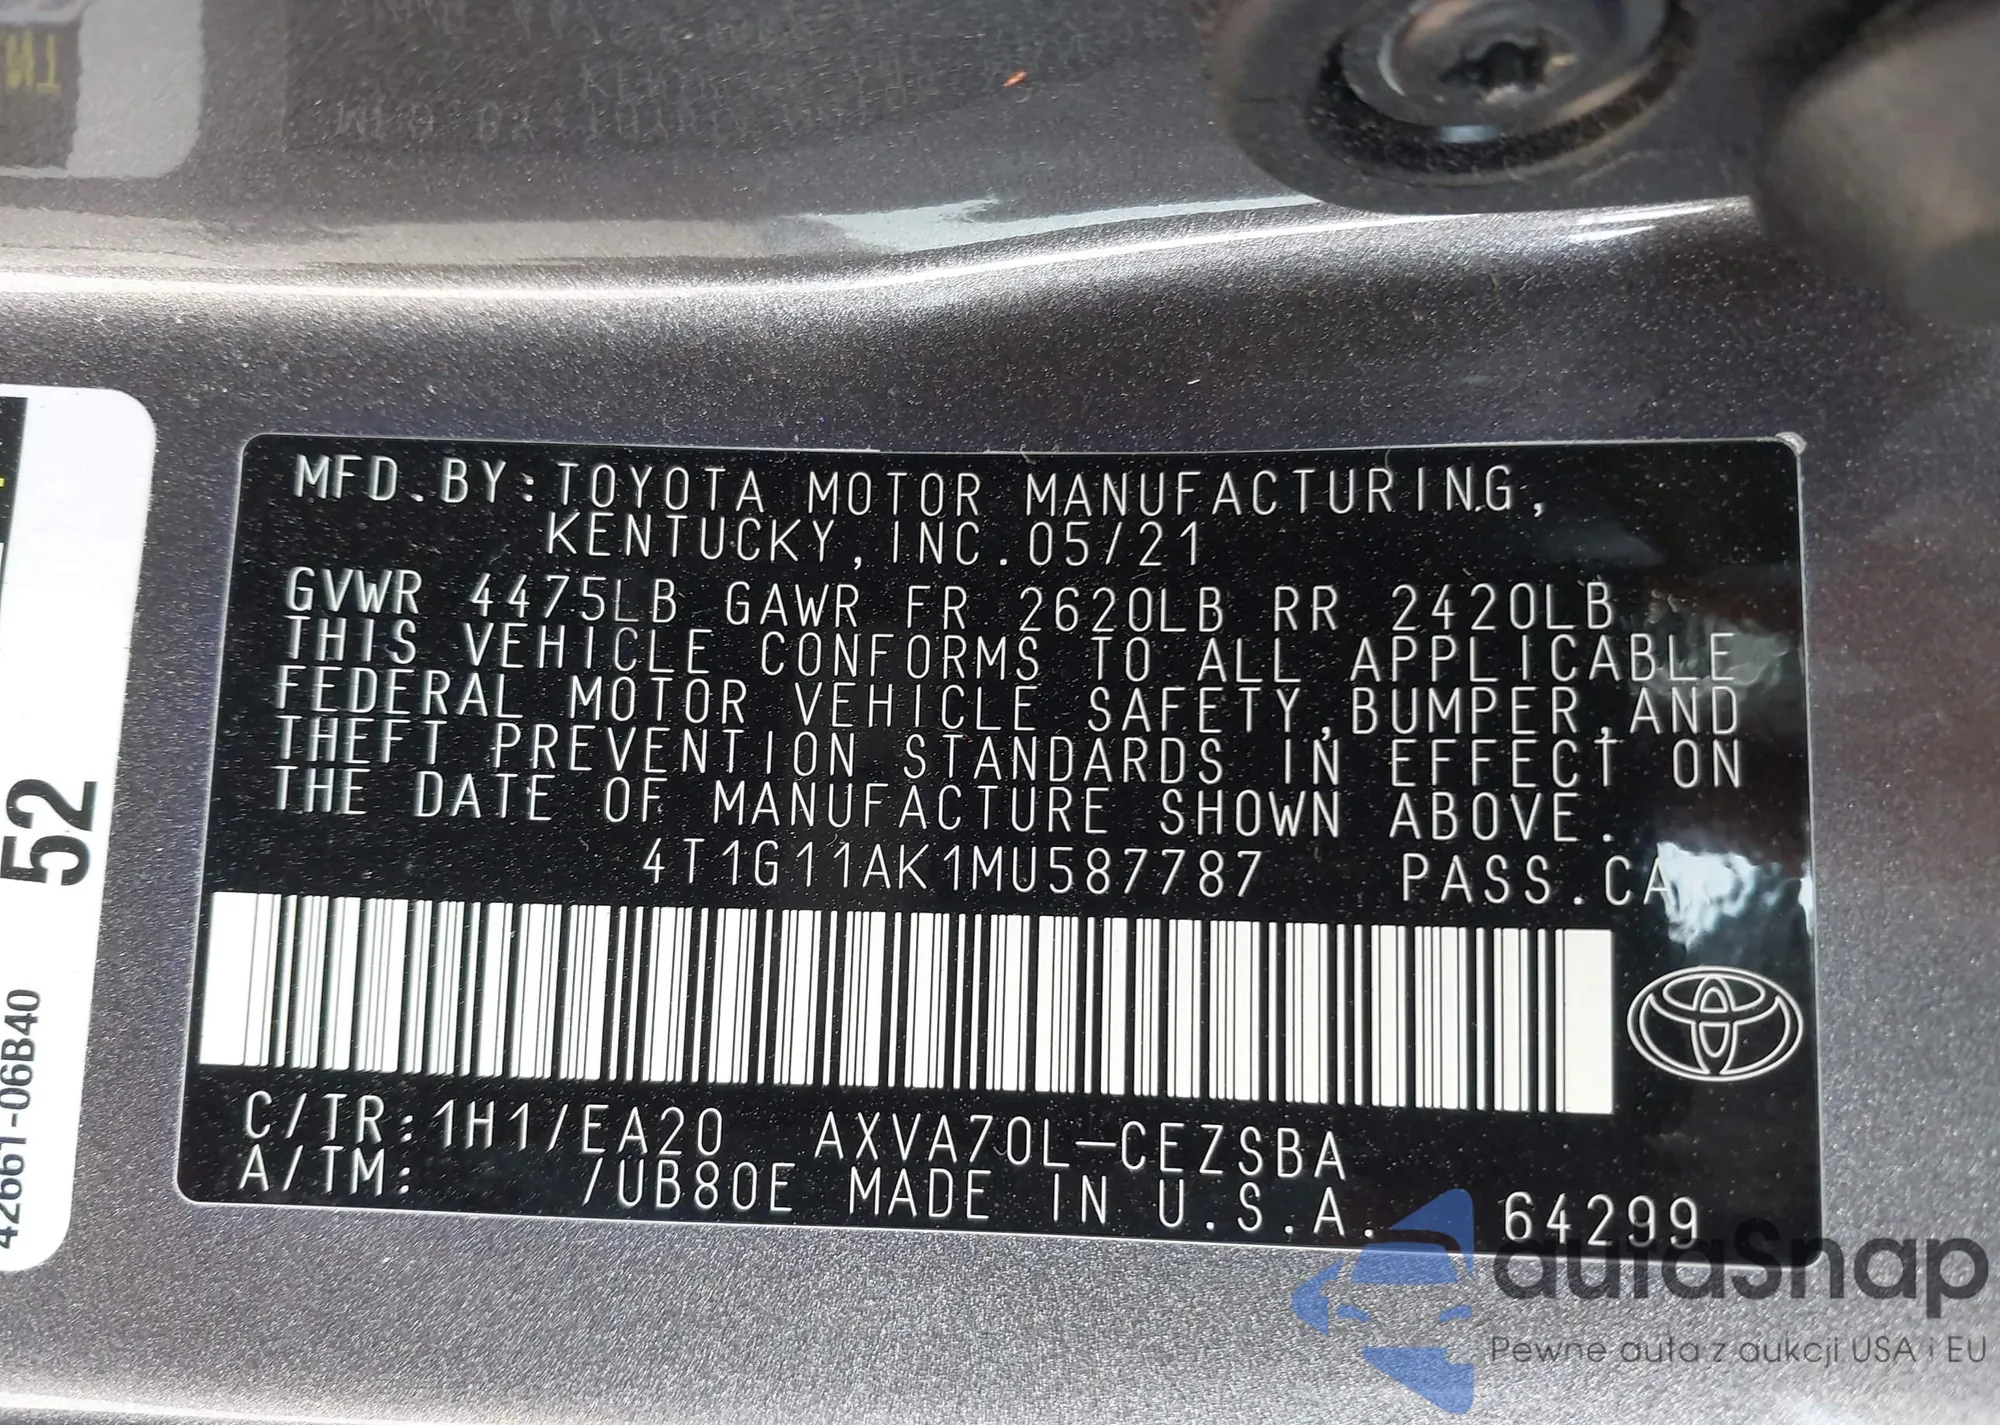 MFD.BY:TOYOTA MOTOR MANUFACTURING,
KENTUCKY,INC.05/21
GVWR 4475LB GAWR FR 2620LB RR 2420LB
THIS VEHICLE CONFORMS TO ALL APPLICABLE
FEDERAL MOTOR VEHICLE SAFETY,BUMPER,AND
THEFT PREVENTION STANDARDS IN EFFECT ON
THE DATE OF MANUFACTURE SHOWN ABOVE.
4T1G11AK1MU587787 PASS.CAR
C/TR:1H1/EA20 AXVA70L-CEZSBA
A/TM: /UB80E MADE IN U.S.A. 64299
52
42661-06B40
autaSnap
Pewne auta z aukcji USA i EU